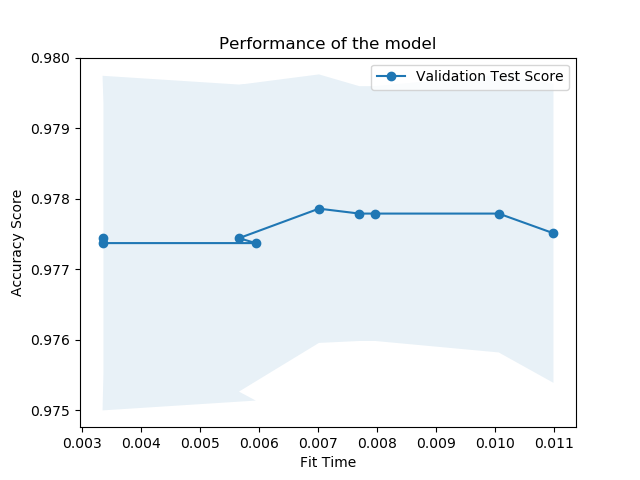 Performance of the model
Validation Test Score
0.980
0.979
0.978
0.977
0.976
0.975
Accuracy Score
0.003 0.004 0.005 0.006 0.007 0.008 0.009 0.010 0.011
Fit Time